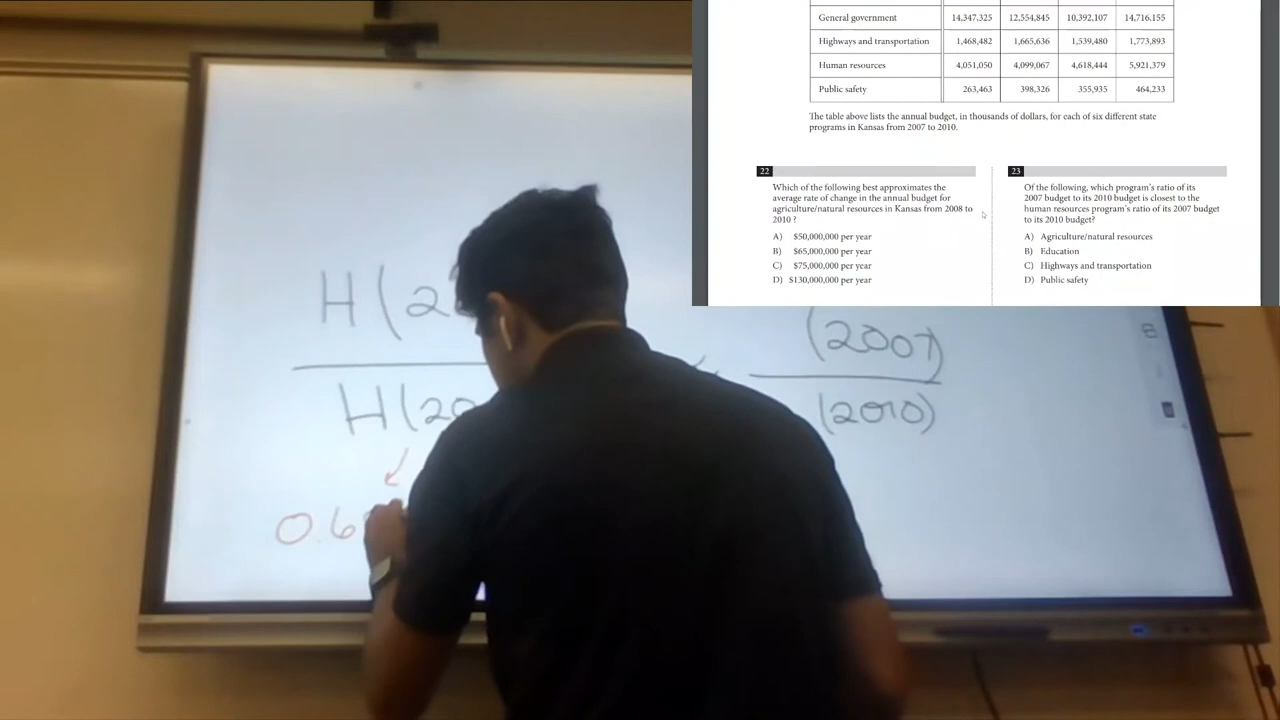 General government 14,347,325 12,554,845 10,392,107 14,716,155
Highways and transportation 1,468,482 1,665,636 1,539,480 1,773,893
Human resources 4,051,050 4,099,067 4,618,444 5,921,379
Public safety 263,463 398,326 355,935 464,233
The table above lists the annual budget, in thousands of dollars, for each of six different state
programs in Kansas from 2007 to 2010.
22
Which of the following best approximates the
average rate of change in the annual budget for
agriculture/natural resources in Kansas from 2008 to
2010 ?
A) $50,000,000 per year
B) $65,000,000 per year
C) $75,000,000 per year
D) $130,000,000 per year
23
Of the following, which program's ratio of its
2007 budget to its 2010 budget is closest to the
human resources program's ratio of its 2007 budget
to its 2010 budget?
A) Agriculture/natural resources
B) Education
C) Highways and transportation
D) Public safety
H(2
H(20
0.6
(2007)
(2010)